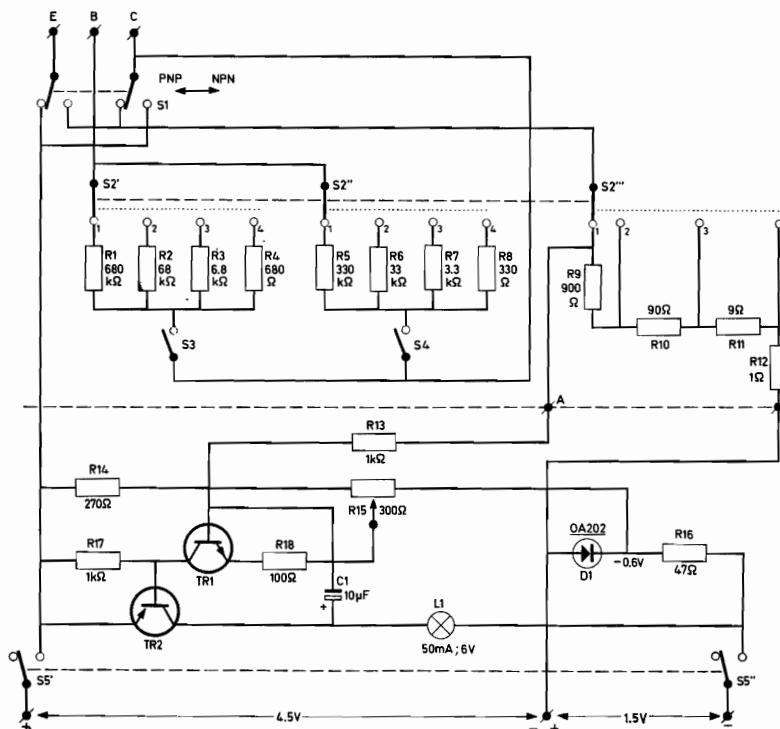 E B C
PNP NPN
S1
S2' S2" S2'"
1 2 3 4 1 2 3 4 1 2 3
R1 680 kΩ
R2 68 kΩ
R3 6.8 kΩ
R4 680 Ω
R5 330 kΩ
R6 33 kΩ
R7 3.3 kΩ
R8 330 Ω
R9 900 Ω
90Ω R10
9Ω R11
S3 S4
R12 1Ω
A
R13 1kΩ
R14 270Ω
R15 300Ω
OA202
D1
-0.6V
R16 47Ω
R17 1kΩ
TR1
R18 100Ω
C1 10μF
+
TR2
L1
50mA; 6V
S5' S5"
+ 4.5V - + 1.5V -